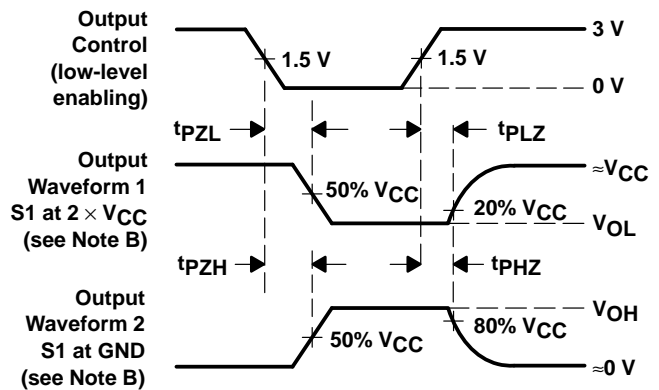 Output
Control
(low-level
enabling)
1.5 V
1.5 V
3 V
0 V
tPZL
tPLZ
Output
Waveform 1
S1 at 2 × VCC
(see Note B)
50% VCC
20% VCC
≈VCC
VOL
tPZH
tPHZ
Output
Waveform 2
S1 at GND
(see Note B)
50% VCC
80% VCC
VOH
≈0 V